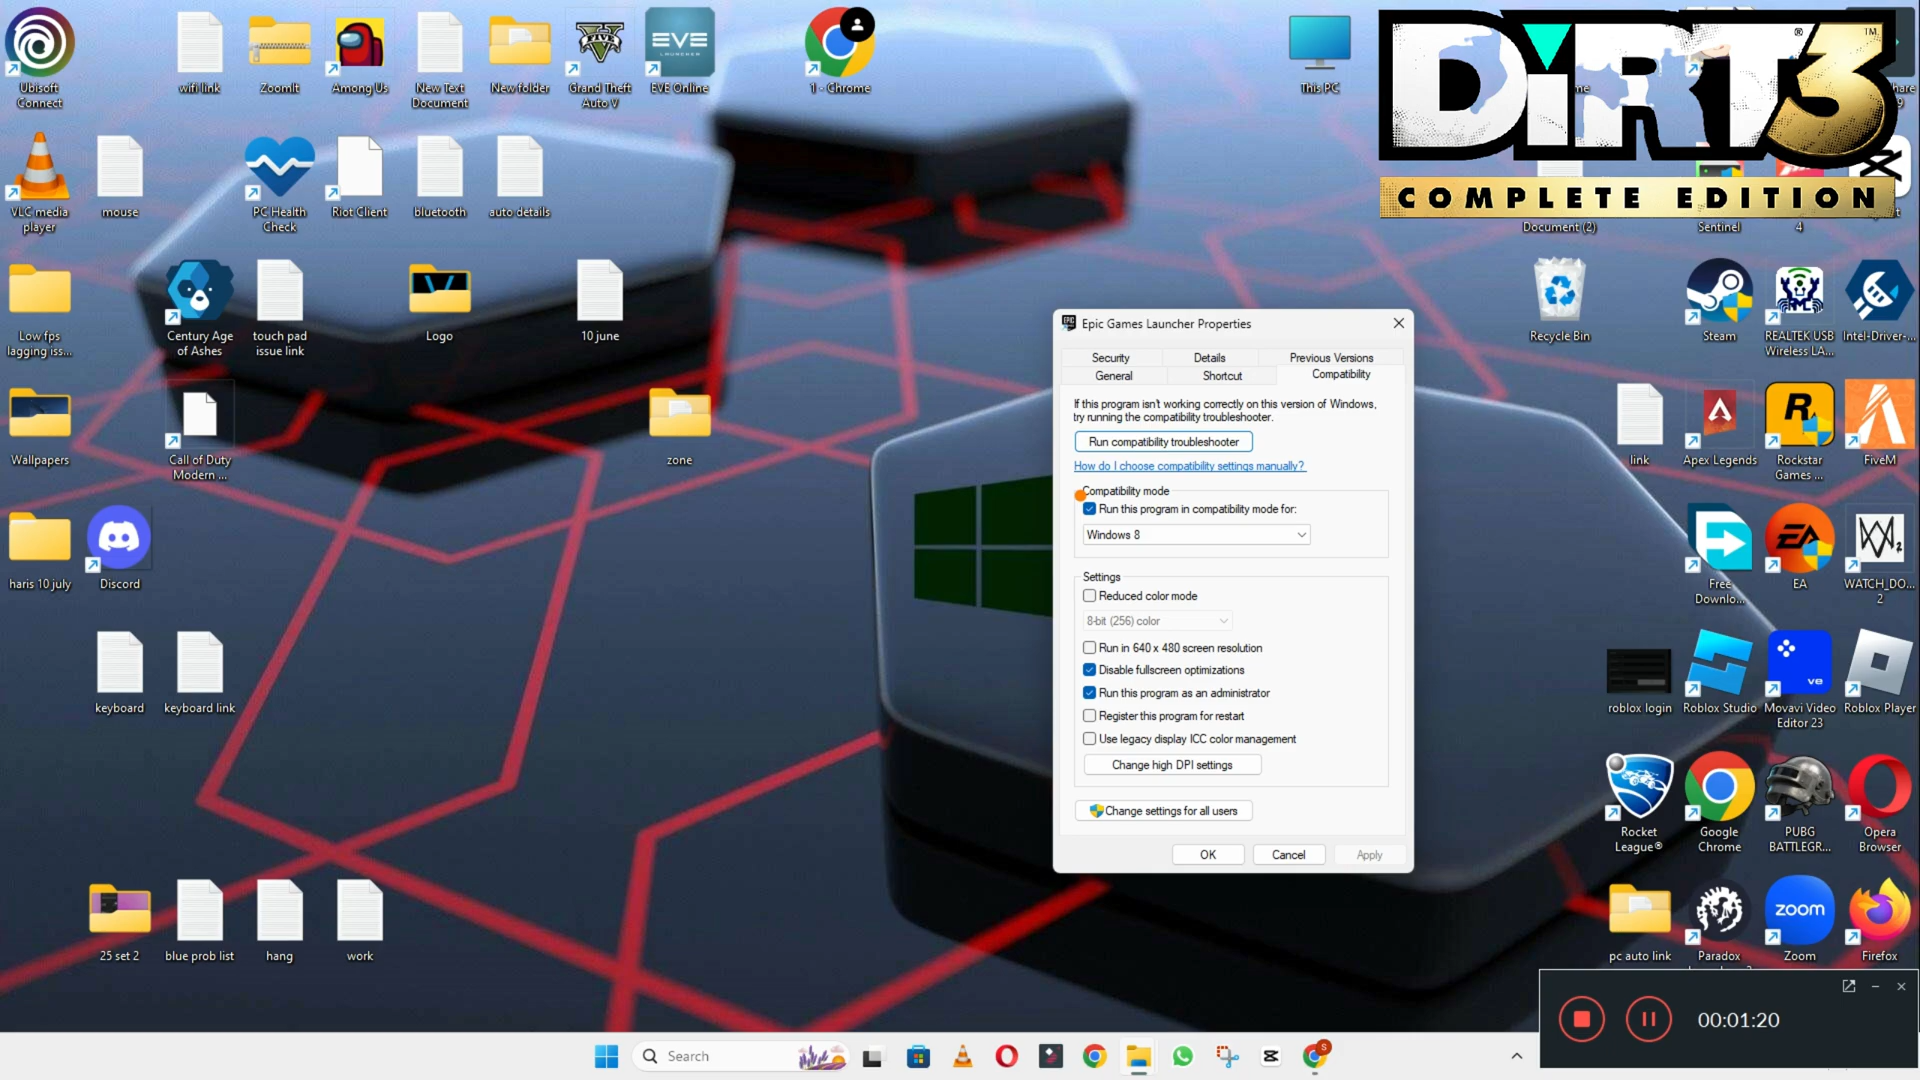 Ubisoft
Connect
wifi link
ZoomIt
Among Us
New Text
Document
New folder
Grand Theft
Auto V
EVE
LAUNCHER
EVE Online
1 - Chrome
This PC
DiRT3
®
TM
COMPLETE EDITION
VLC media
player
mouse
PC Health
Check
Riot Client
bluetooth
auto details
Document (2)
Sentinel
4
Low fps
lagging iss...
Century Age
of Ashes
touch pad
issue link
Logo
10 june
Recycle Bin
Steam
REALTEK USB
Wireless LA...
Intel-Driver-...
Wallpapers
Call of Duty
Modern ...
zone
link
Apex Legends
Rockstar
Games ...
FiveM
haris 10 july
Discord
Free
Downlo...
EA
WATCH_DO...
2
keyboard
keyboard link
roblox login
Roblox Studio
ve
Movavi Video
Editor 23
Roblox Player
Rocket
League®
Google
Chrome
PUBG
BATTLEGR...
Opera
Browser
25 set 2
blue prob list
hang
work
pc auto link
Paradox
zoom
Zoom
Firefox
Epic Games Launcher Properties
Security
Details
Previous Versions
General
Shortcut
Compatibility
If this program isn't working correctly on this version of Windows,
try running the compatibility troubleshooter.
Run compatibility troubleshooter
How do I choose compatibility settings manually?
Compatibility mode
Run this program in compatibility mode for:
Windows 8
Settings
Reduced color mode
8-bit (256) color
Run in 640 x 480 screen resolution
Disable fullscreen optimizations
Run this program as an administrator
Register this program for restart
Use legacy display ICC color management
Change high DPI settings
Change settings for all users
OK
Cancel
Apply
00:01:20
Search